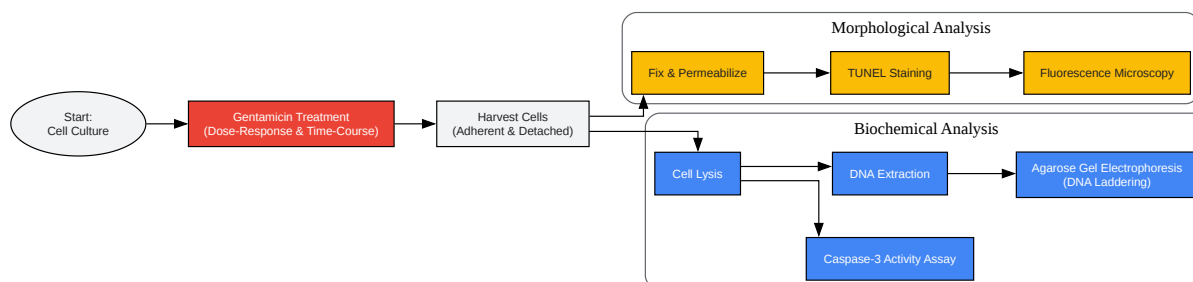 Morphological Analysis
Fix & Permeabilize
TUNEL Staining
Fluorescence Microscopy
Start:
Cell Culture
Gentamicin Treatment
(Dose-Response & Time-Course)
Harvest Cells
(Adherent & Detached)
Biochemical Analysis
Cell Lysis
DNA Extraction
Agarose Gel Electrophoresis
(DNA Laddering)
Caspase-3 Activity Assay